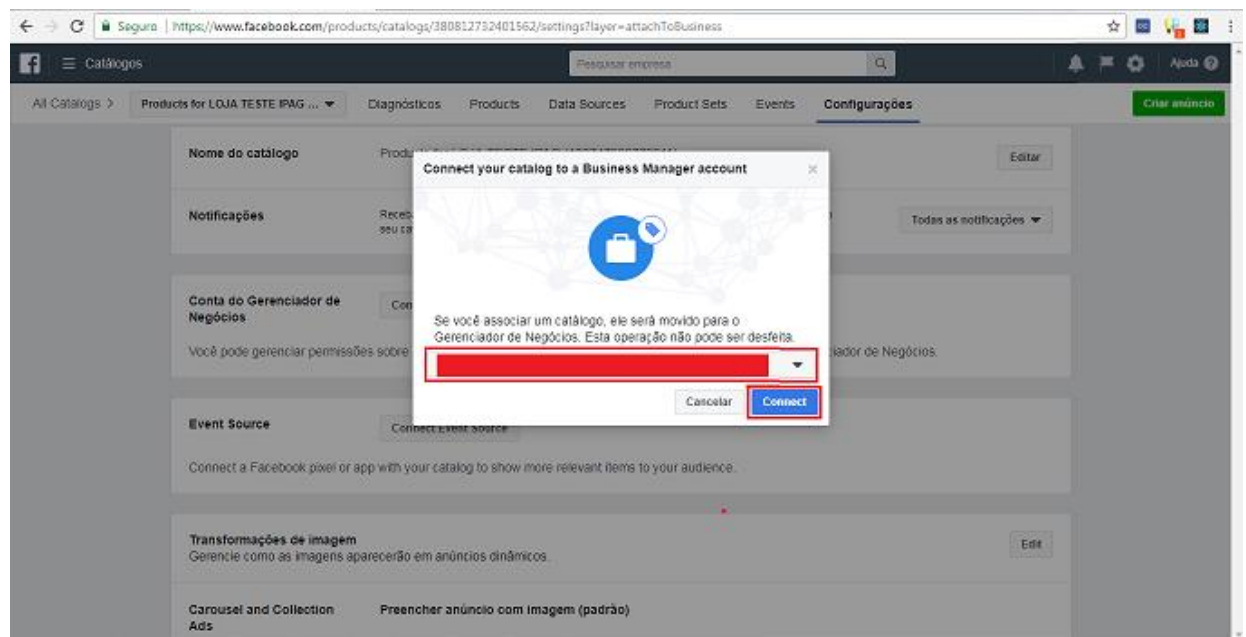 Seguro | https://www.facebook.com/products/catalogs/380812732401562/settings?layer=attachToBusiness
Catálogos
Pesquisar empresa
Ajuda
All Catalogs > Products for LOJA TESTE IPAG ... Diagnósticos Products Data Sources Product Sets Events Configurações Criar anúncio
Nome do catálogo
Editar
Connect your catalog to a Business Manager account
Notificações
Todas as notificações
Conta do Gerenciador de
Negócios
Se você associar um catálogo, ele será movido para o
Gerenciador de Negócios. Esta operação não pode ser desfeita.
Você pode gerenciar permissões sobre
de Negócios.
Cancelar Connect
Event Source
Connect Event Source
Connect a Facebook pixel or app with your catalog to show more relevant items to your audience.
Transformações de imagem
Gerencie como as imagens aparecerão em anúncios dinâmicos.
Edit
Carousel and Collection
Ads
Preencher anúncio com imagem (padrão)